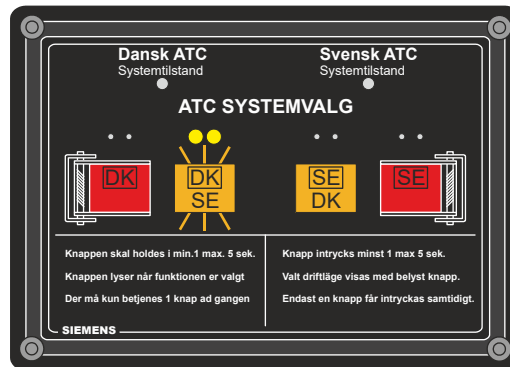 Dansk ATC
Systemtilstand
Svensk ATC
Systemtilstand
ATC SYSTEMVALG
DK
DK
SE
SE
DK
SE
Knappen skal holdes i min.1 max. 5 sek.
Knappen lyser når funktionen er valgt
Der må kun betjenes 1 knap ad gangen
Knapp intrycks minst 1 max 5 sek.
Valt driftläge visas med belyst knapp.
Endast en knapp får intryckas samtidigt.
SIEMENS